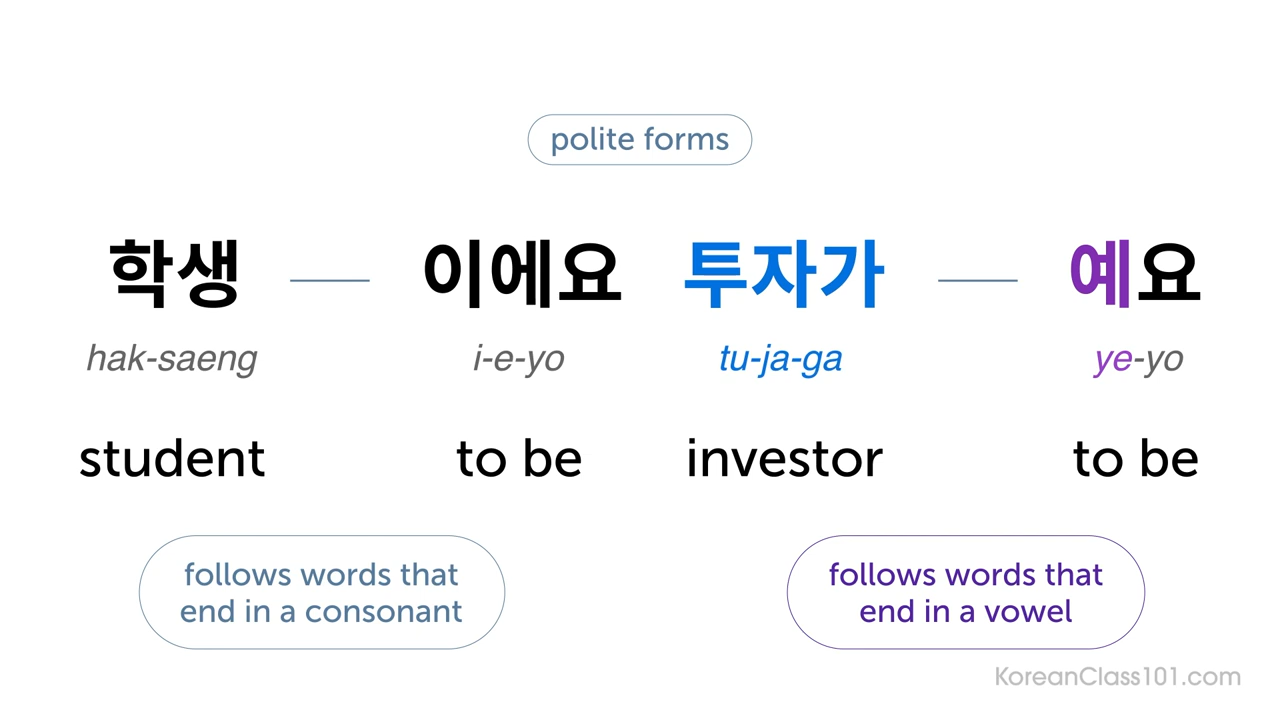 polite forms
학생 이에요 투자가 예요
hak-saeng i-e-yo tu-ja-ga ye-yo
student to be investor to be
follows words that
end in a consonant
follows words that
end in a vowel
KoreanClass101.com